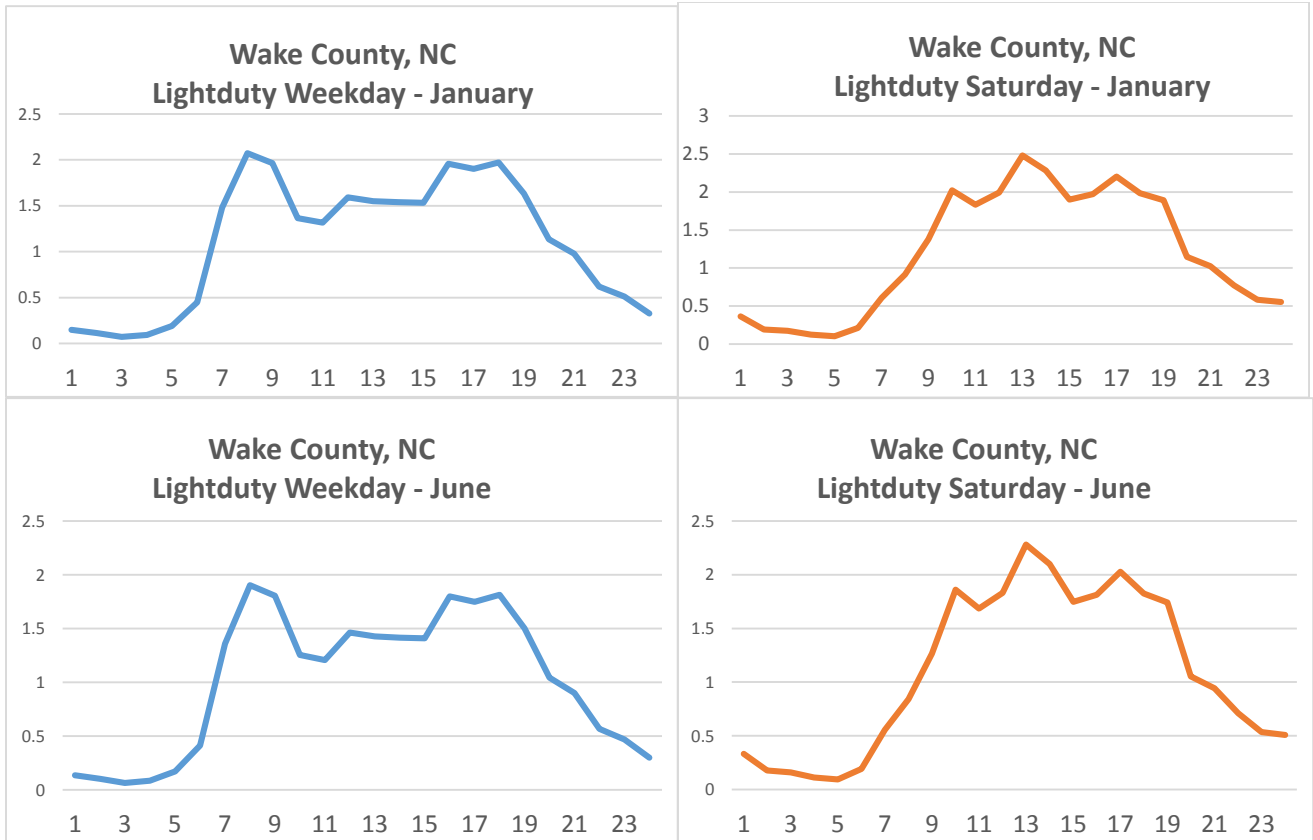 Wake County, NC
Lightduty Weekday - January
2.5
2
1.5
1
0.5
0
1 3 5 7 9 11 13 15 17 19 21 23
Wake County, NC
Lightduty Saturday - January
3
2.5
2
1.5
1
0.5
0
1 3 5 7 9 11 13 15 17 19 21 23
Wake County, NC
Lightduty Weekday - June
2.5
2
1.5
1
0.5
0
1 3 5 7 9 11 13 15 17 19 21 23
Wake County, NC
Lightduty Saturday - June
2.5
2
1.5
1
0.5
0
1 3 5 7 9 11 13 15 17 19 21 23